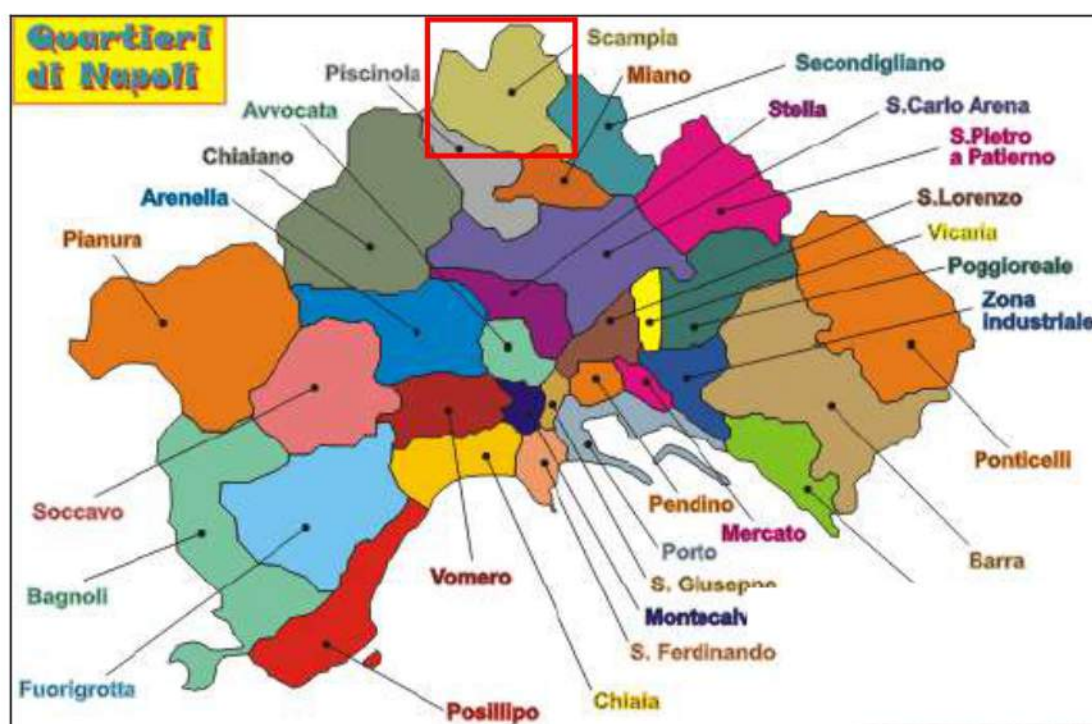 Quartieri
di Napoli
Scampia
Piscinola
Miano
Secondigliano
Avvocata
Stella
S.Carlo Arena
Chiaiano
S.Pietro
a Patierno
Arenella
S.Lorenzo
Pianura
Vicaria
Poggioreale
Zona
industriale
Ponticelli
Soccavo
Pendino
Mercato
Porto
Barra
Vomero
S. Giuseppe
Bagnoli
Montecalv
S. Ferdinando
Fuorigrotta
Chiaia
Posillipo